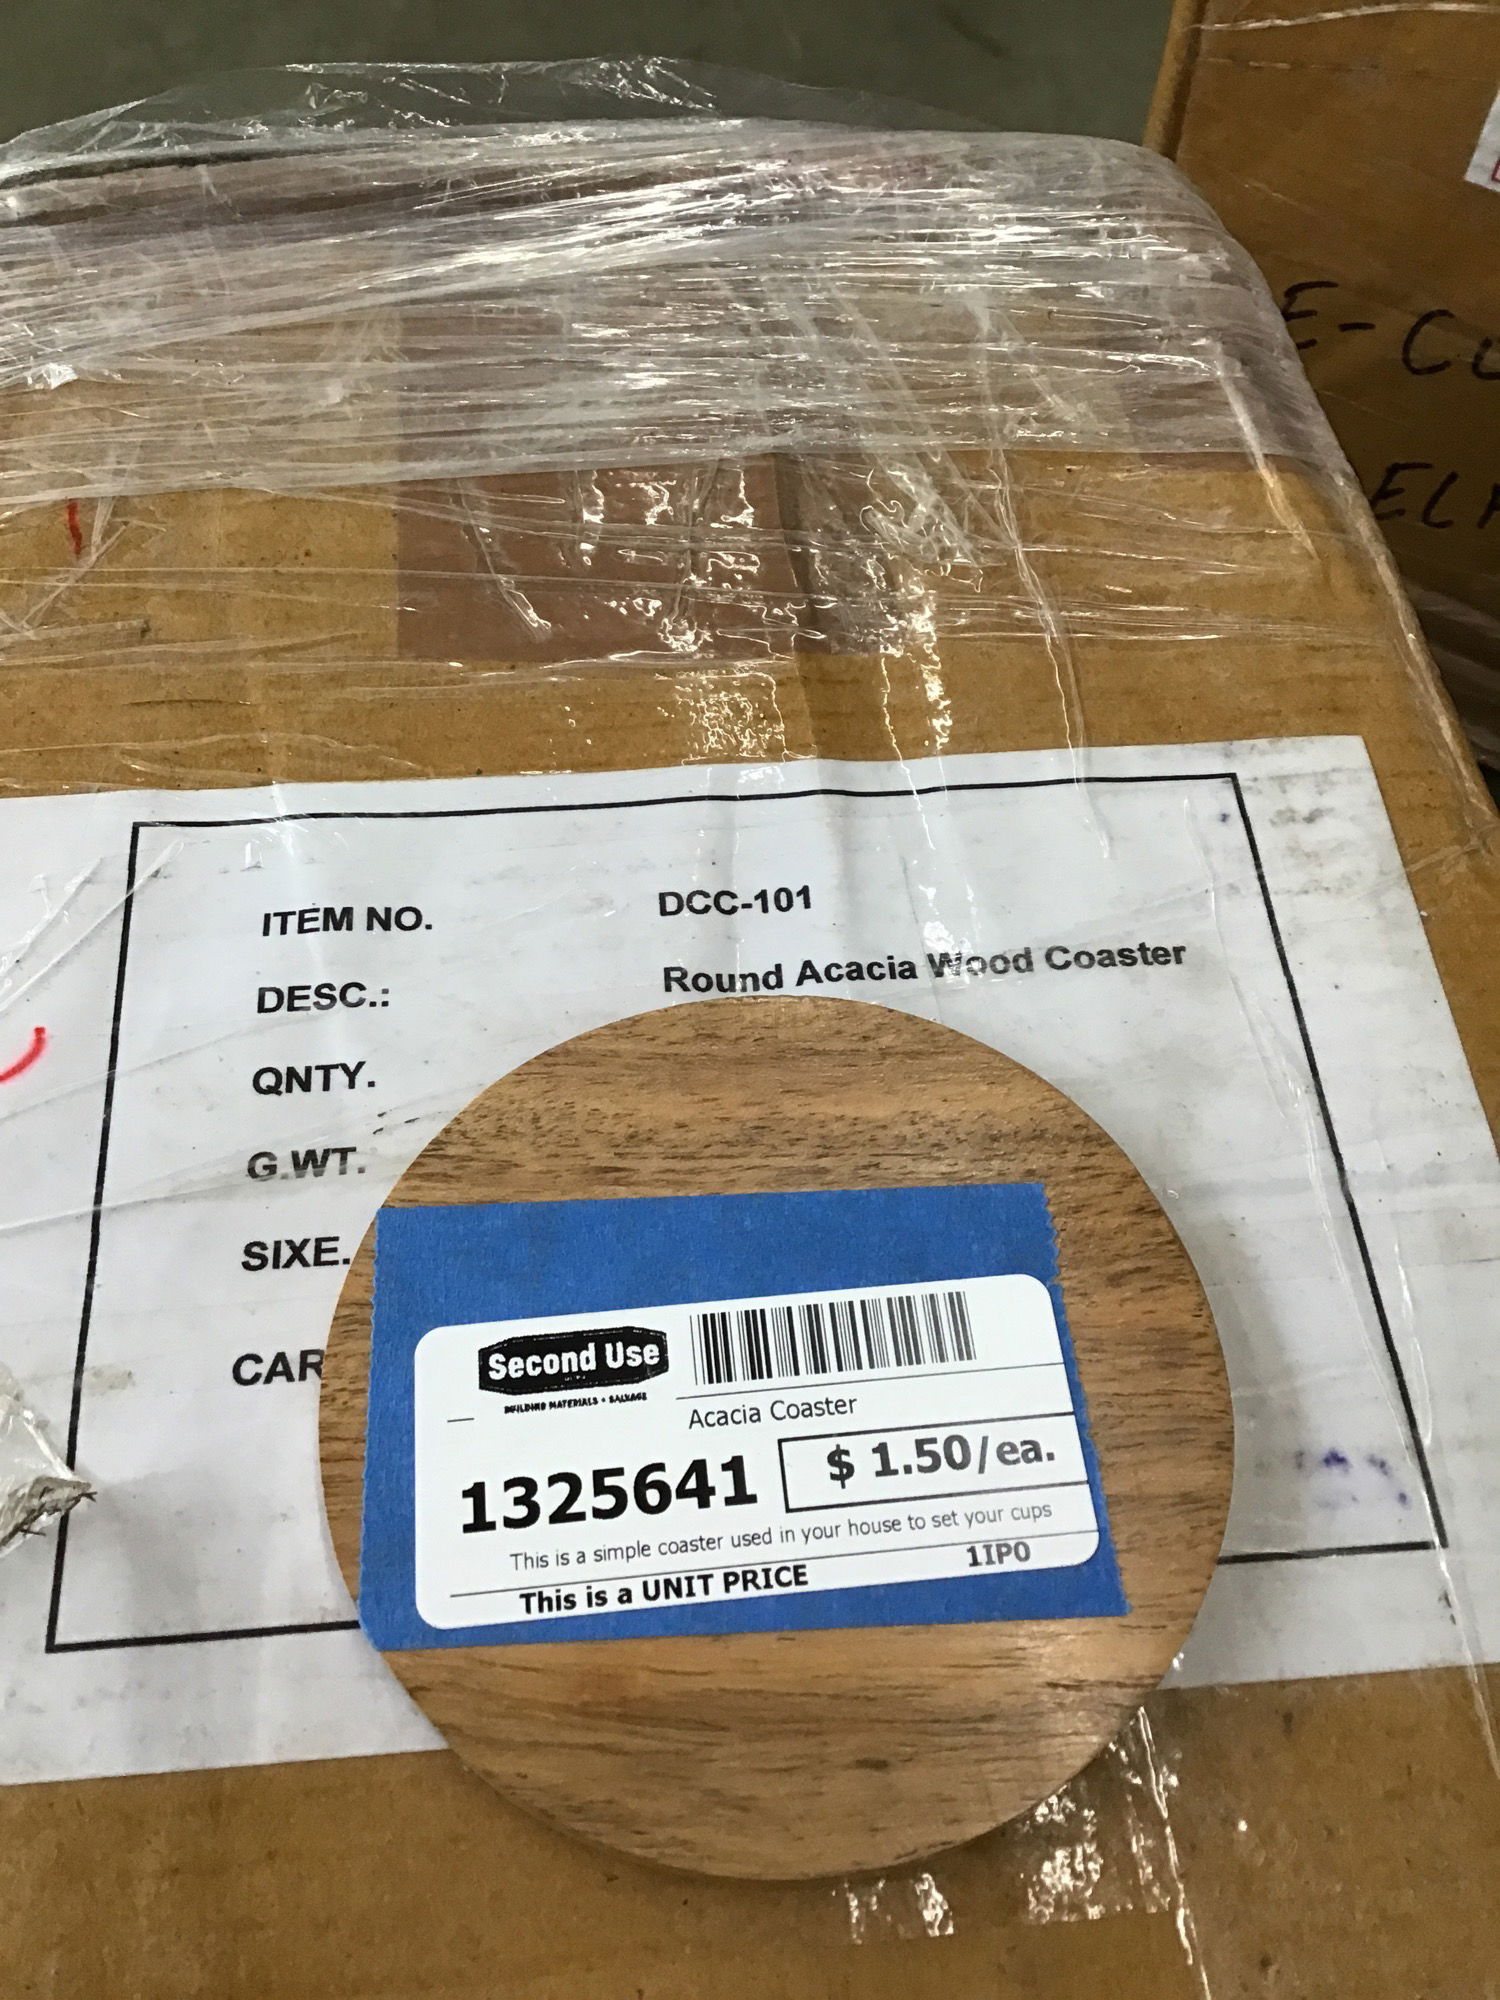 E-C
EL
ITEM NO. DCC-101
DESC.: Round Acacia Wood Coaster
QNTY.
G.WT.
SIXE.
CAR
Second Use
BUILDING MATERIALS • SALVAGE
Acacia Coaster
1325641 $ 1.50/ea.
This is a simple coaster used in your house to set your cups
This is a UNIT PRICE 1IPO